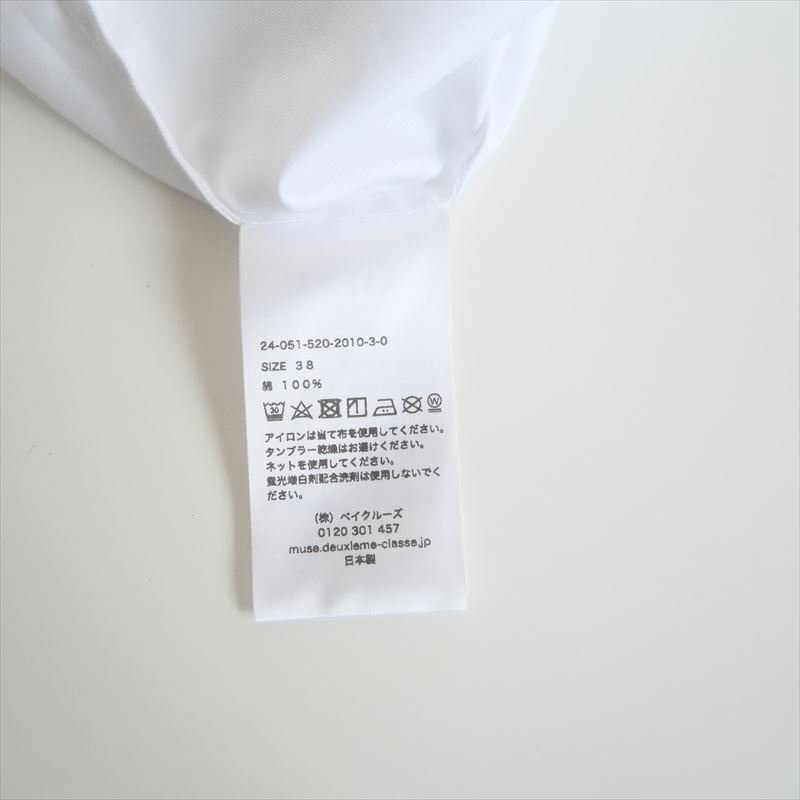 24-051-520-2010-3-0
SIZE 38
綿 100%
30 W
アイロンは当て布を使用してください。
タンブラー乾燥はお避けください。
ネットを使用してください。
蛍光増白剤配合洗剤は使用しないでく
ださい。
(株) ベイクルーズ
0120 301 457
muse.deuxieme-classe.jp
日本製